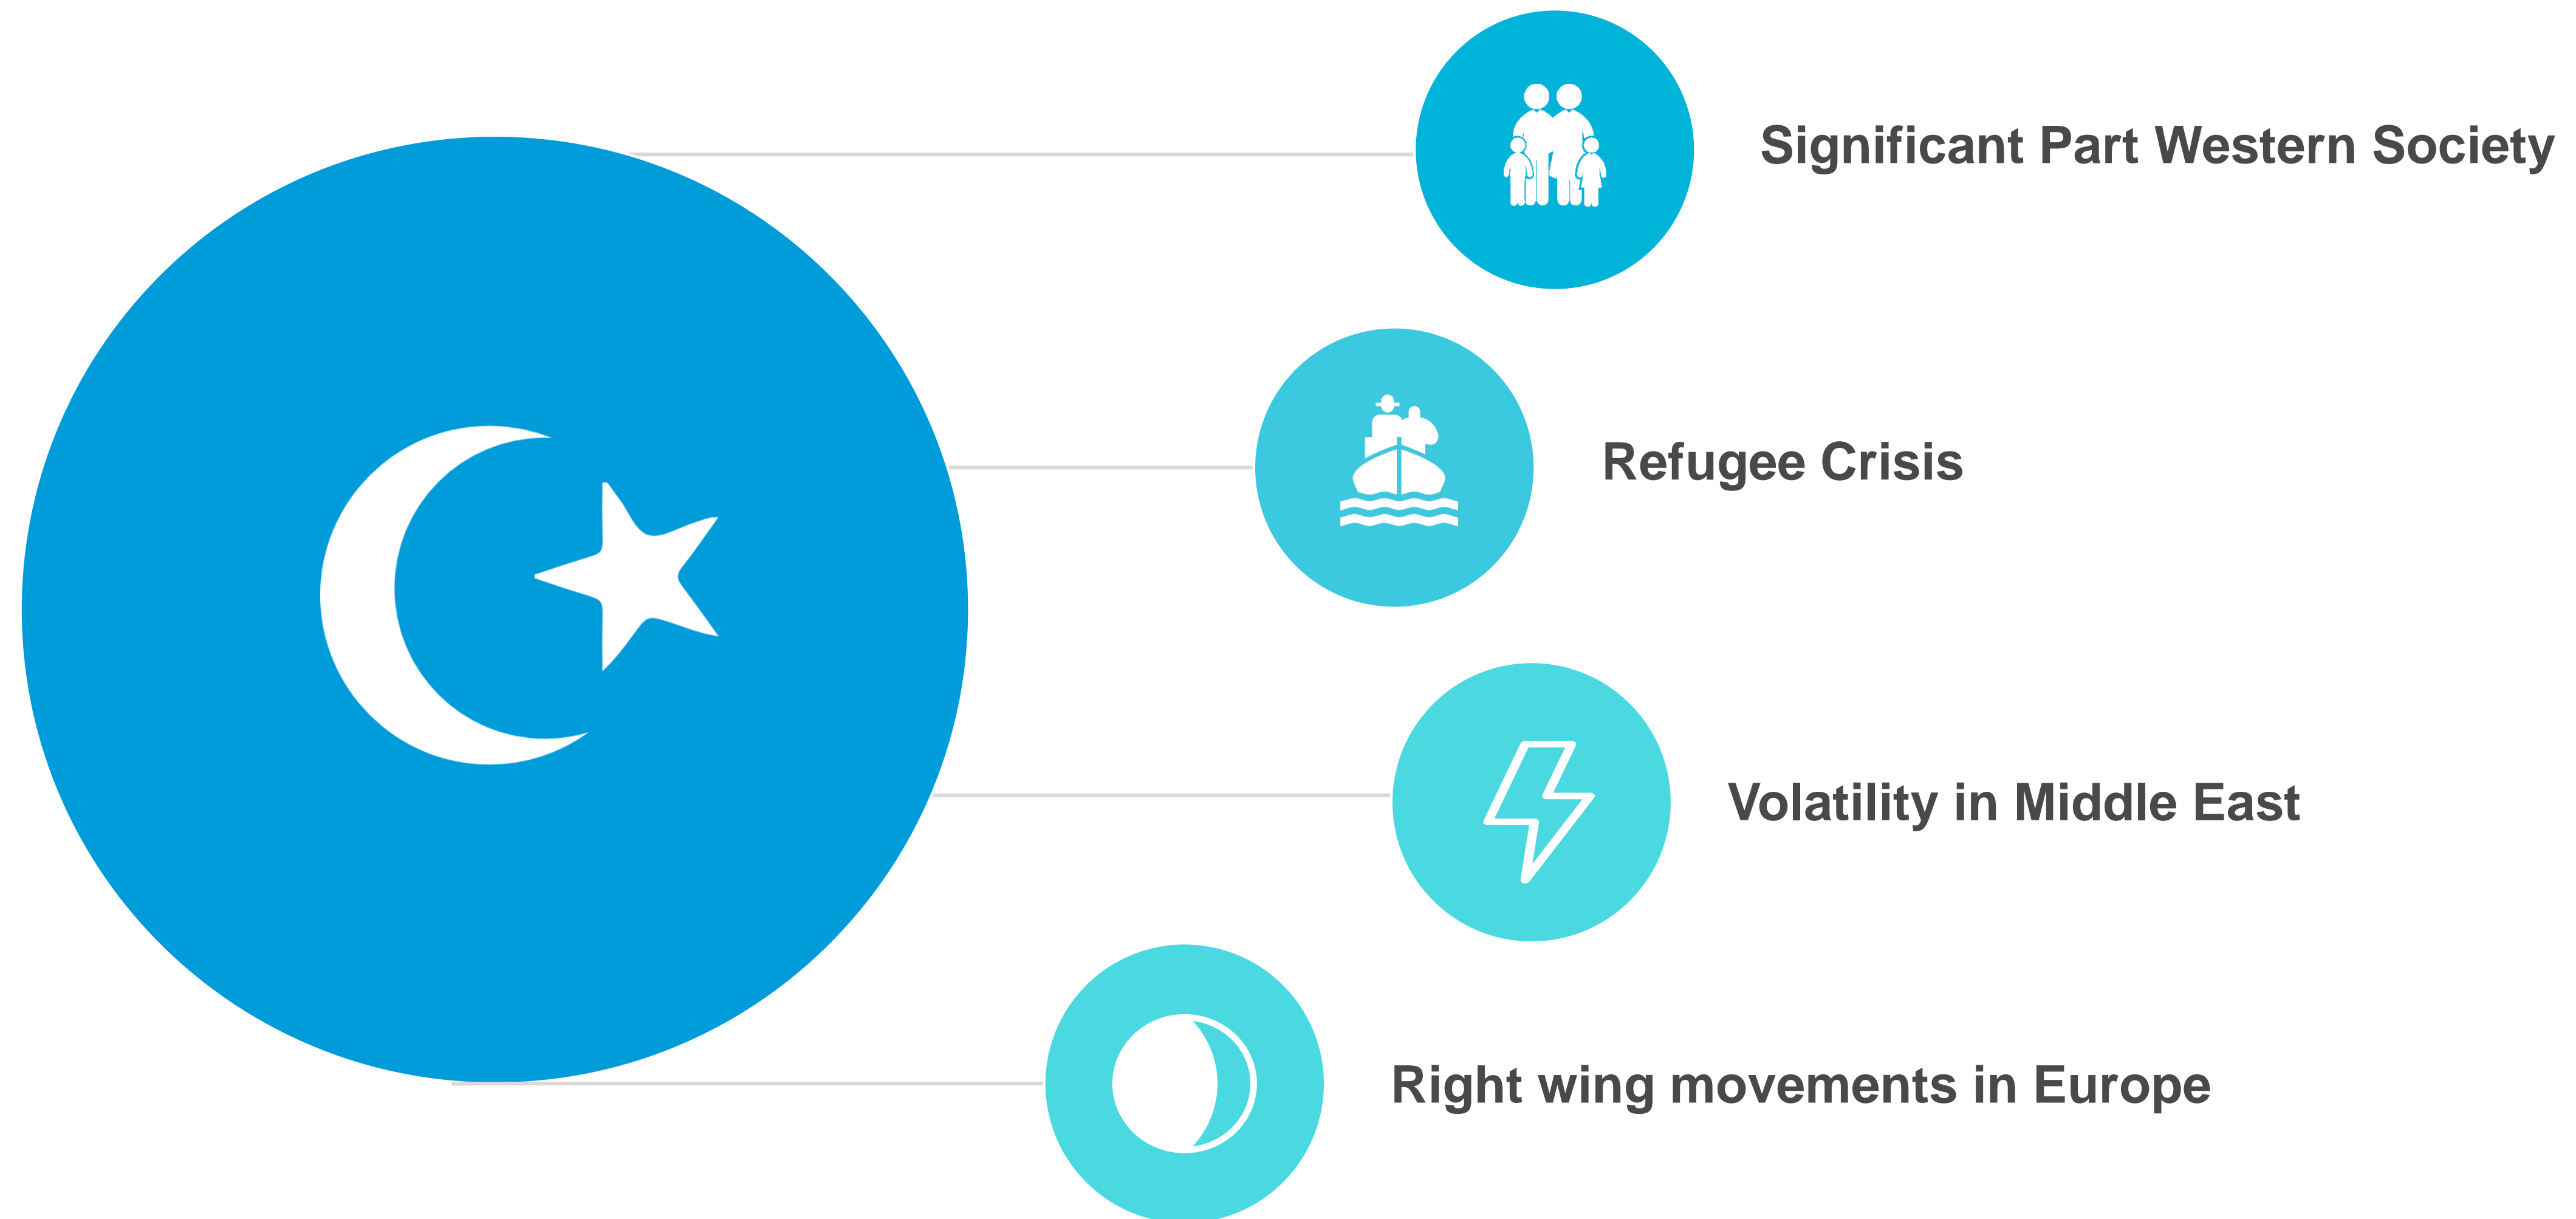 Significant Part Western Society
Refugee Crisis
Volatility in Middle East
Right wing movements in Europe